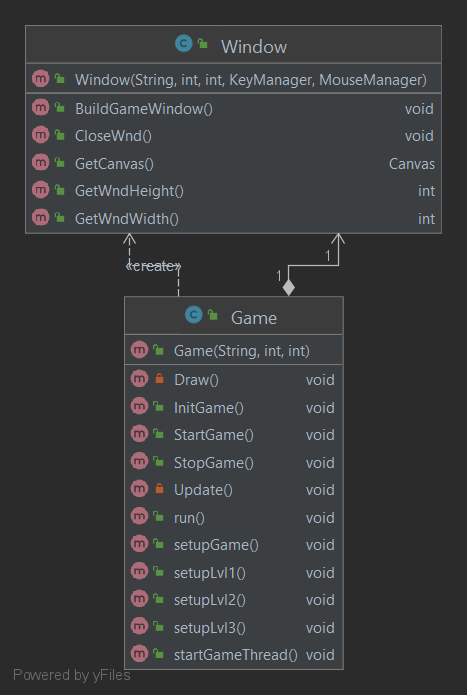 Window
Window(String, int, int, KeyManager, MouseManager)
BuildGameWindow() void
CloseWnd() void
GetCanvas() Canvas
GetWndHeight() int
GetWndWidth() int
«create»
1
1
Game
Game(String, int, int)
Draw() void
InitGame() void
StartGame() void
StopGame() void
Update() void
run() void
setupGame() void
setupLvl1() void
setupLvl2() void
setupLvl3() void
startGameThread() void
Powered by yFiles